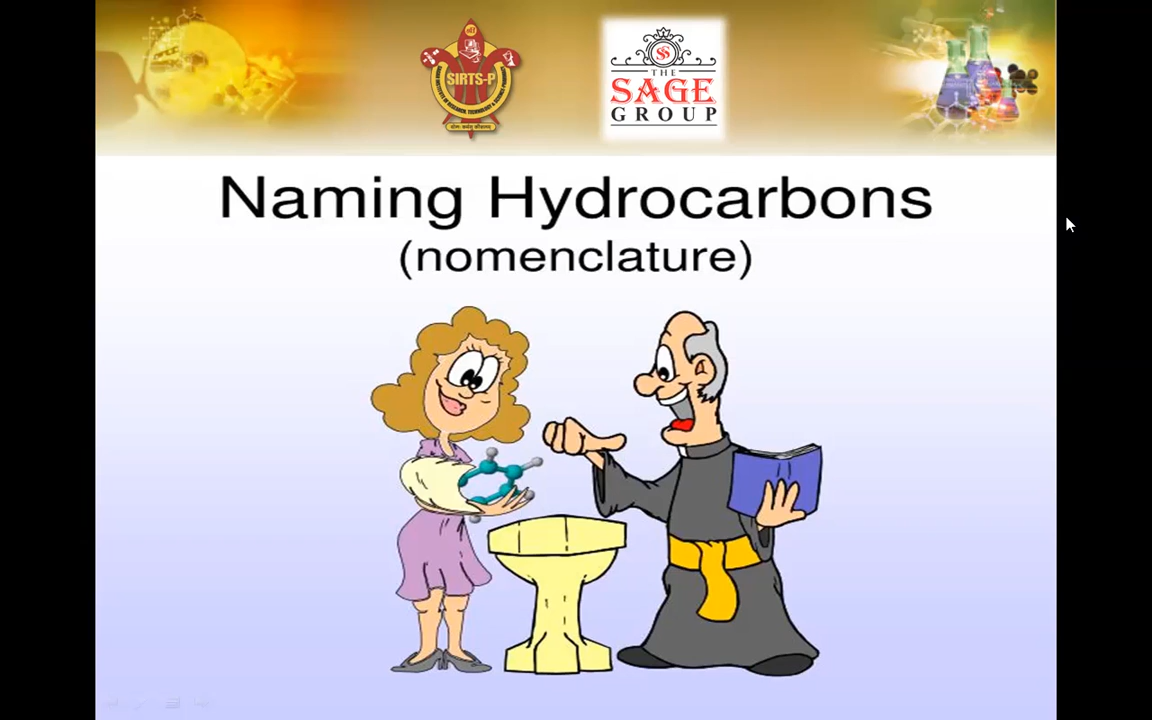 SIRTS-P
THE
SAGE
GROUP
Naming Hydrocarbons
(nomenclature)